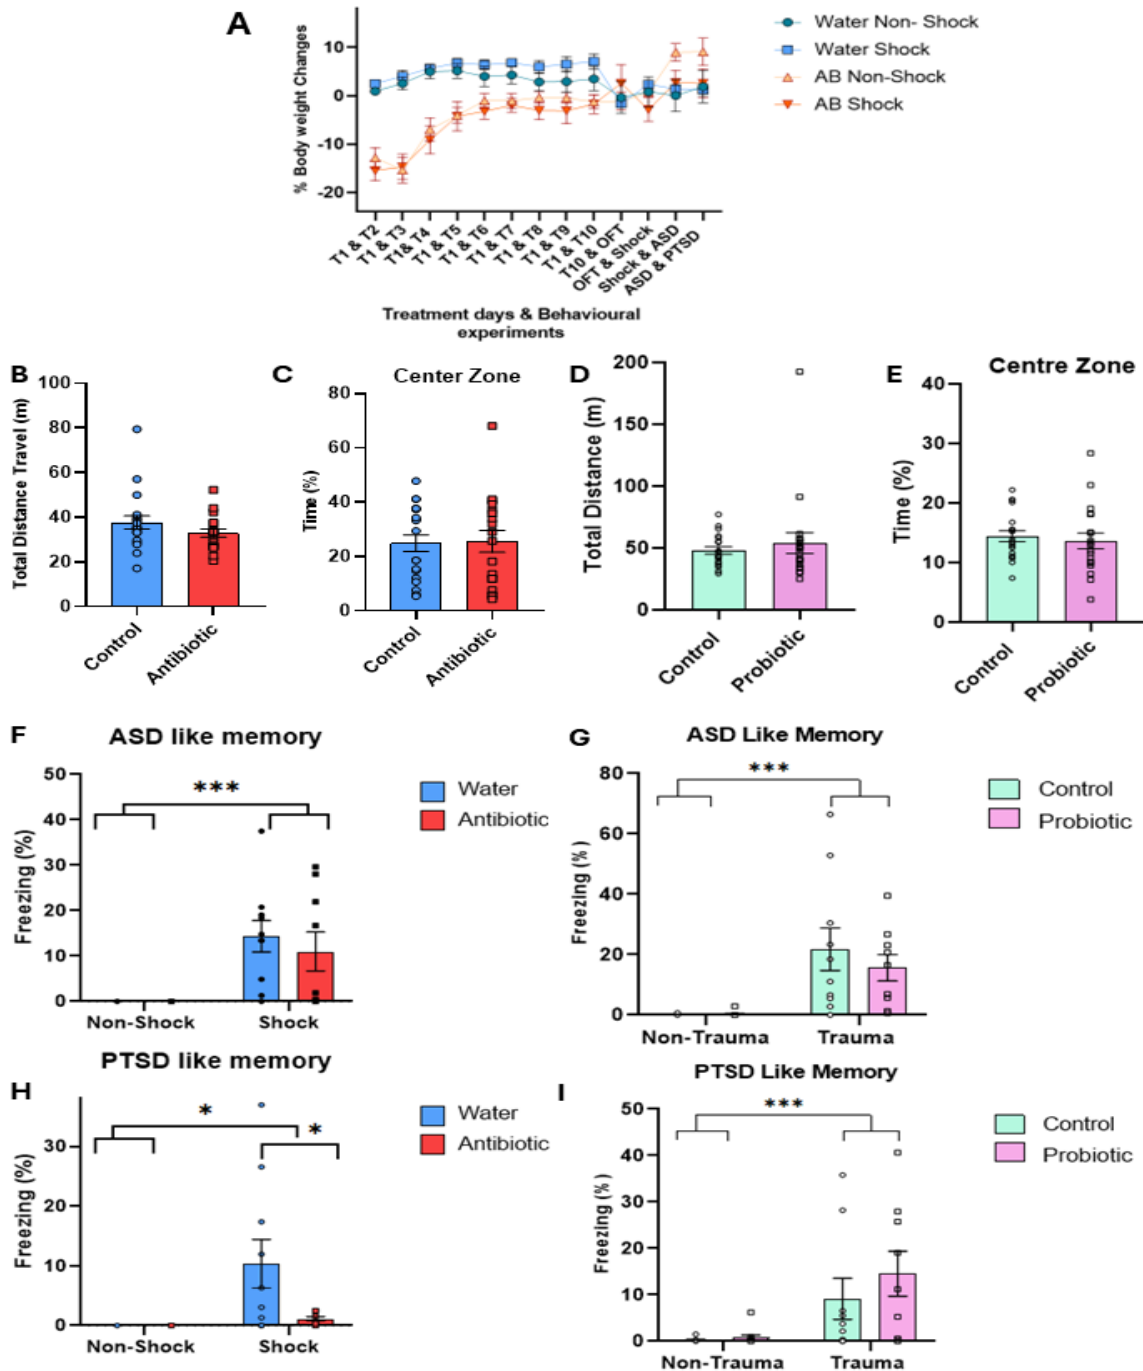 A
Water Non- Shock
Water Shock
AB Non-Shock
AB Shock
% Body weight Changes
10
0
-10
-20
T1 & T2
T1 & T3
T1& T4
T1 & T5
T1 & T6
T1 & T7
T1 & T8
T1 & T9
T1 & T10
T10 & OFT
OFT & Shock
Shock & ASD
ASD & PTSD
Treatment days & Behavioural
experiments
B
Total Distance Travel (m)
100
80
60
40
20
0
Control
Antibiotic
C
Center Zone
Time (%)
80
60
40
20
0
Control
Antibiotic
D
Total Distance (m)
200
150
100
50
0
Control
Probiotic
E
Centre Zone
Time (%)
40
30
20
10
0
Control
Probiotic
F
ASD like memory
Freezing (%)
50
40
30
20
10
0
***
Non-Shock
Shock
Water
Antibiotic
G
ASD Like Memory
Freezing (%)
80
60
40
20
0
***
Non-Trauma
Trauma
Control
Probiotic
H
PTSD like memory
Freezing (%)
30
20
10
0
*
*
Non-Shock
Shock
Water
Antibiotic
I
PTSD Like Memory
Freezing (%)
50
40
30
20
10
0
***
Non-Trauma
Trauma
Control
Probiotic